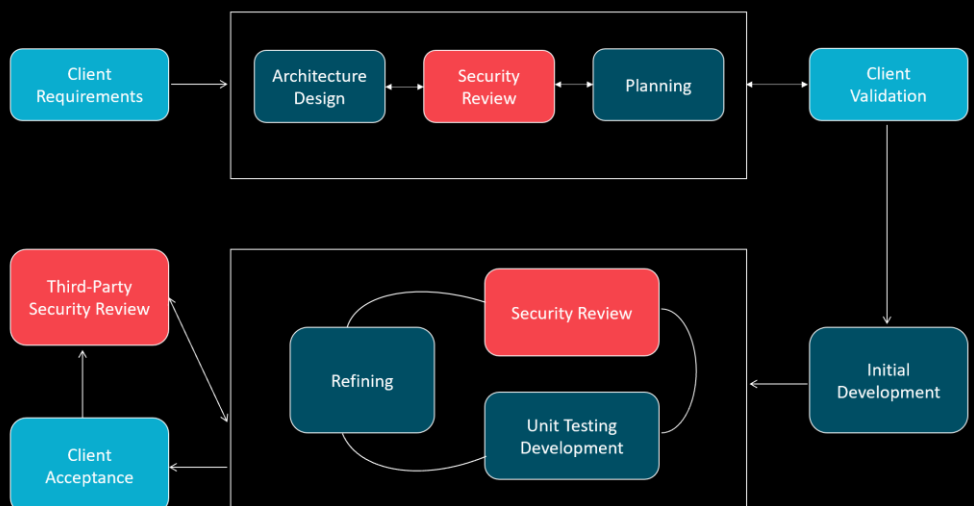 Client
Requirements
Architecture
Design
Security
Review
Planning
Client
Validation
Third-Party
Security Review
Security Review
Refining
Unit Testing
Development
Initial
Development
Client
Acceptance